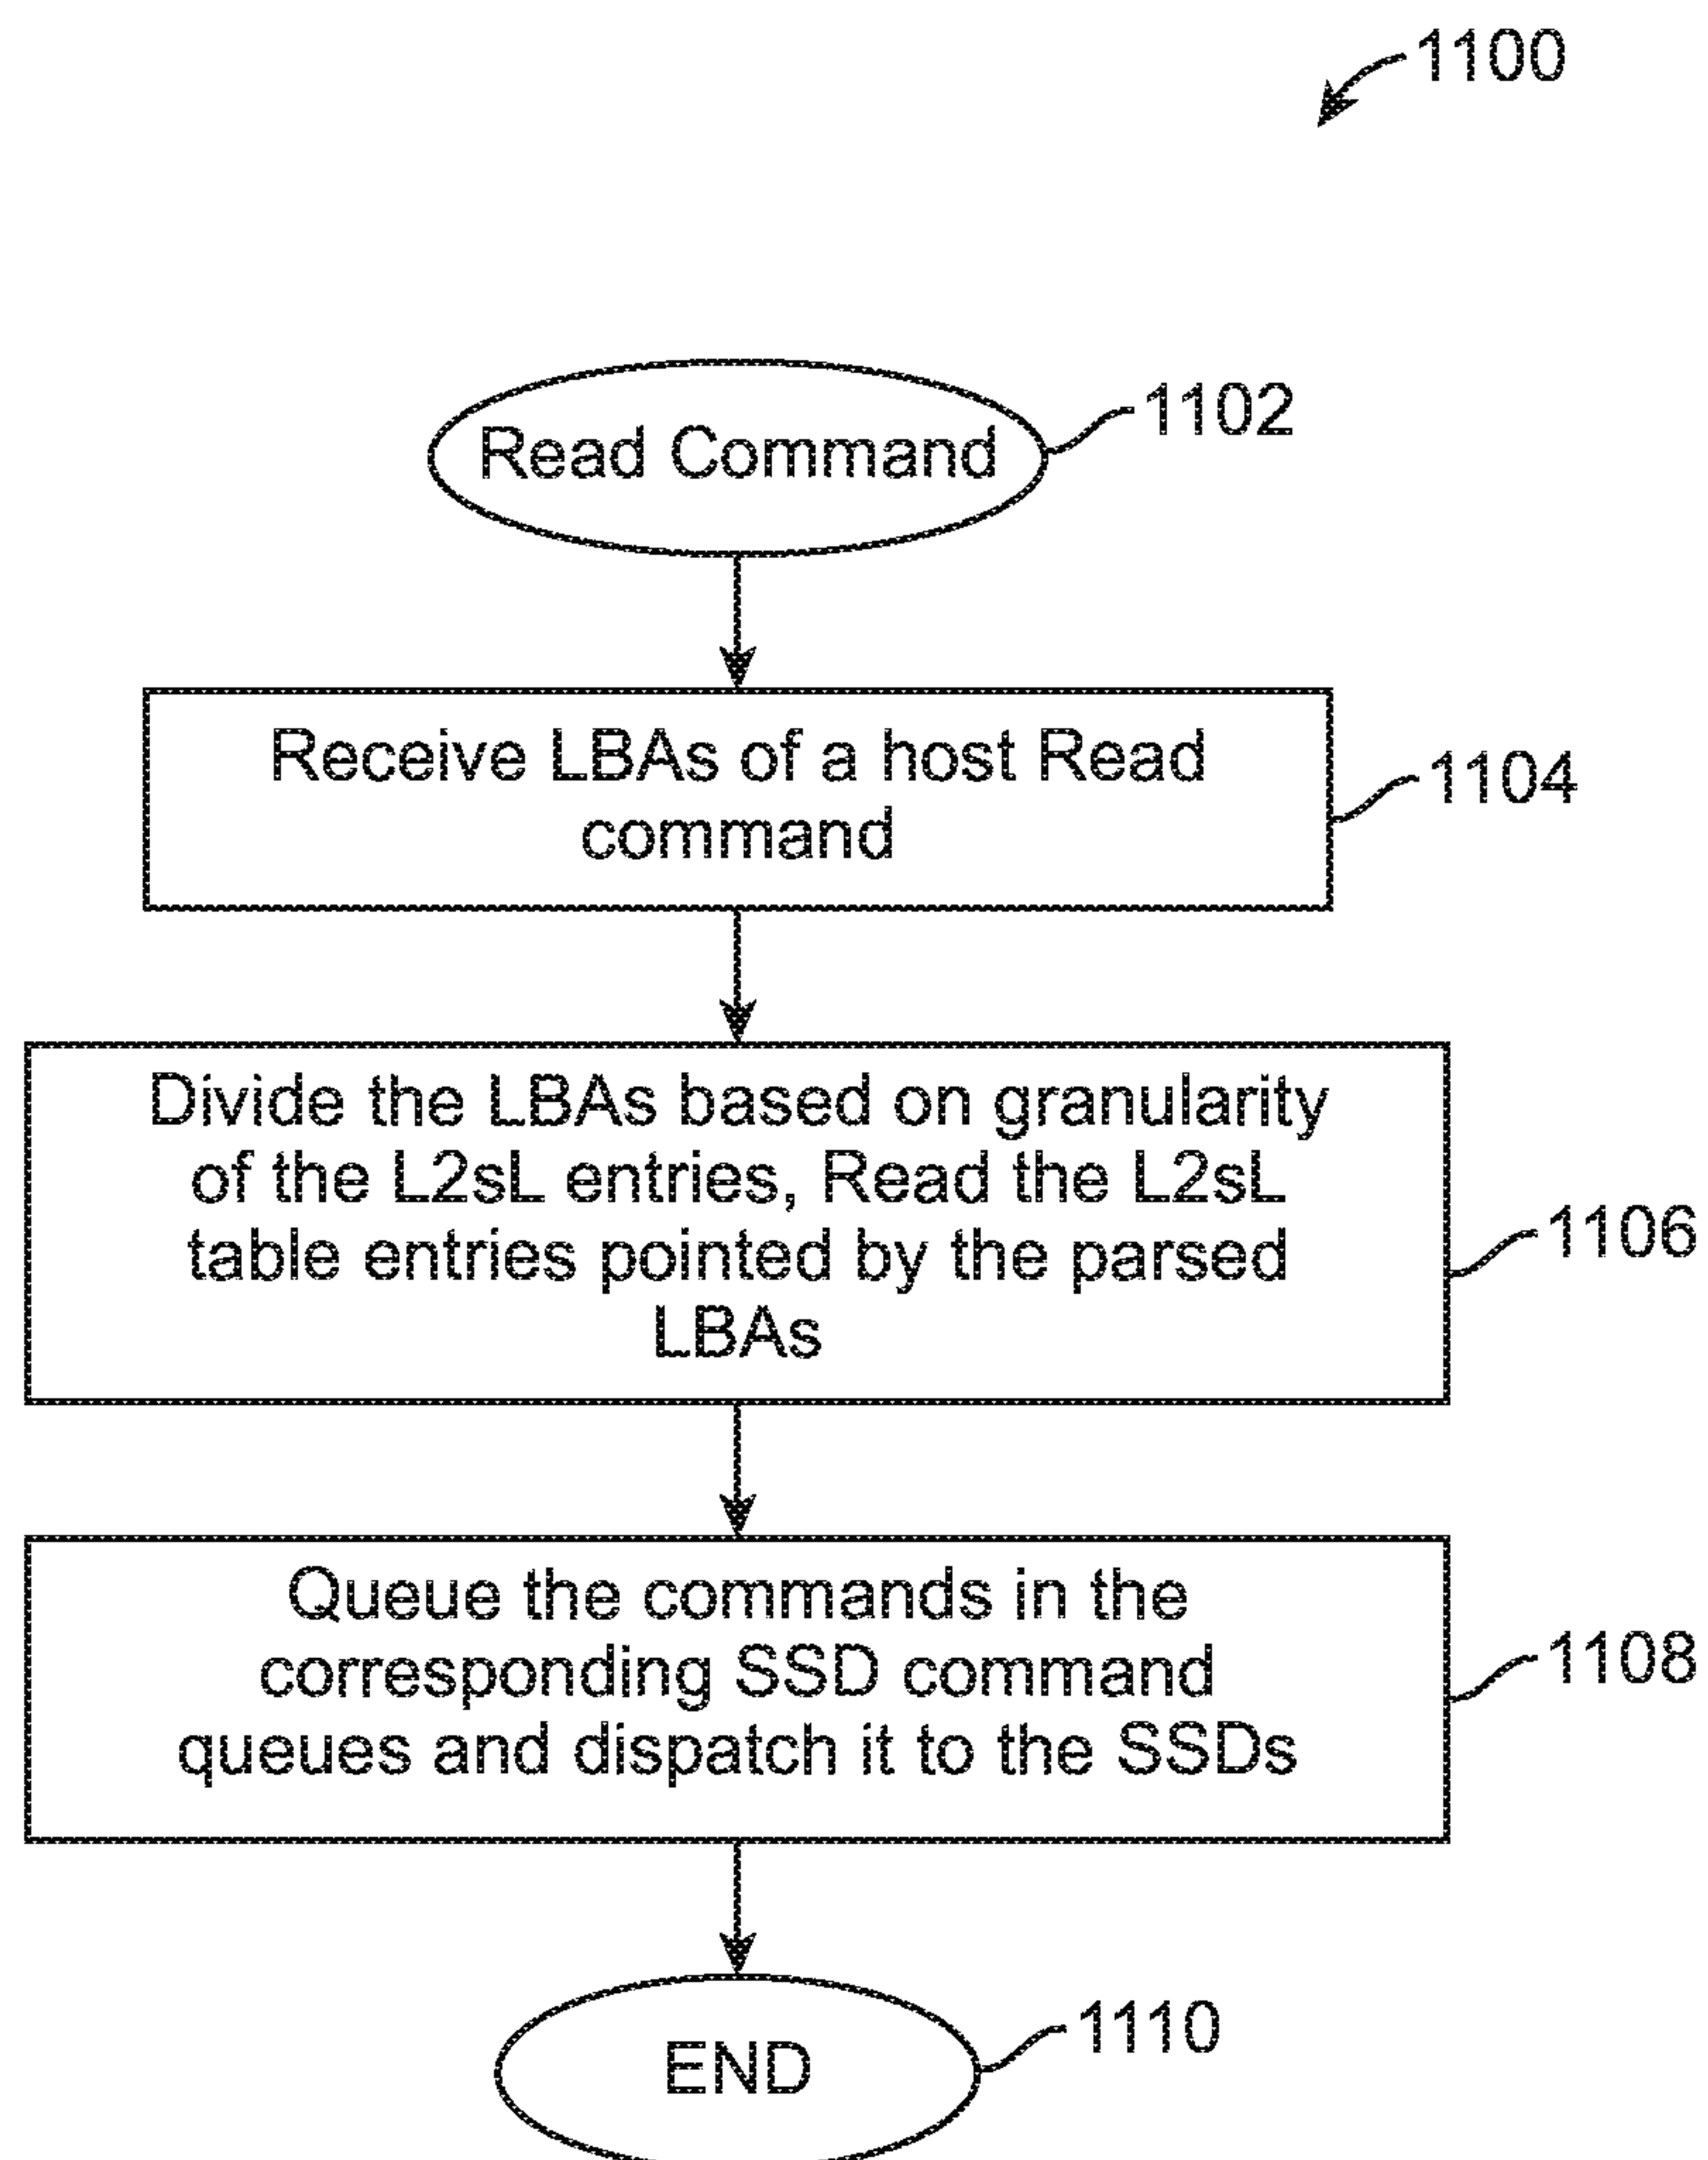 1100
Read Command
1102
Receive LBAs of a host Read
command
1104
Divide the LBAs based on granularity
of the L2sL entries, Read the L2sL
table entries pointed by the parsed
LBAs
1106
Queue the commands in the
corresponding SSD command
queues and dispatch it to the SSDs
1108
END
1110